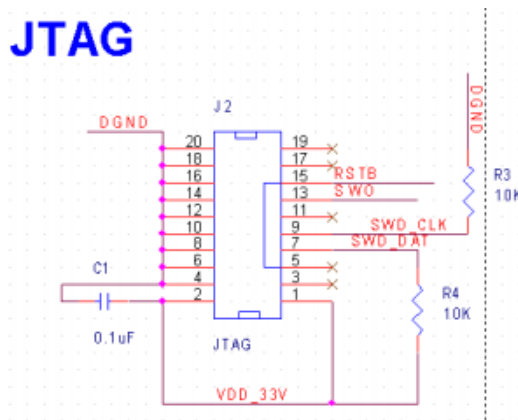 JTAG
J2
DGND
20 19
18 17
16 15 RSTB
14 13 SWO
12 11
10 9 SWD_CLK
8 7 SWD_DAT
6 5
4 3
2 1
DGND
R3
10K
C1
0.1uF
R4
10K
JTAG
VDD_33V